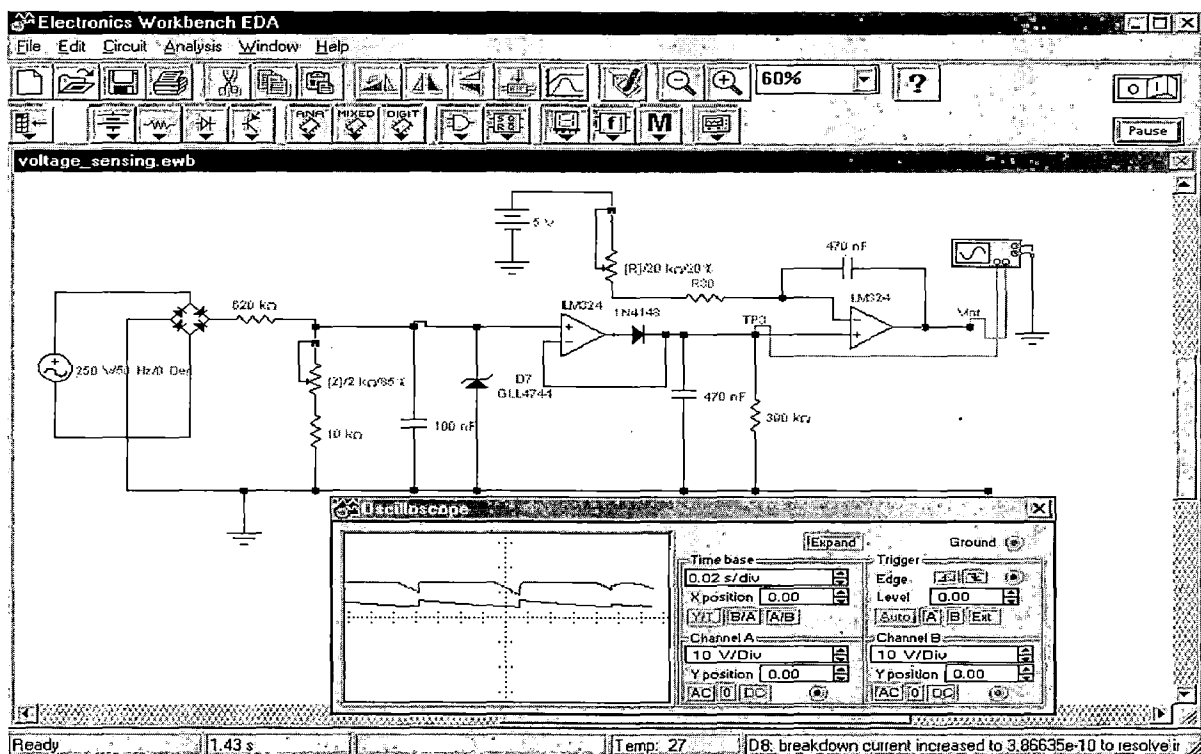 Electronics Workbench EDA
File Edit Circuit Analysis Window Help
60%
?
ANA MIXED DIGIT
f M
Pause
voltage_sensing.ewb
5 V
470 nF
[R]/20 kΩ/20%
R30
LM324
LM324
1N4148
TP3
620 kΩ
250 V/50 Hz/0 Deg
[2]/2 kΩ/85%
D7
GLL4744
470 nF
10 kΩ
100 nF
300 kΩ
Oscilloscope
Expand
Ground
Time base
Trigger
0.02 s/div
Edge
X position 0.00
Level 0.00
Y/T B/A A/B
Auto A B Ext
Channel A
Channel B
10 V/Div
10 V/Div
Y position 0.00
Y position 0.00
AC 0 DC
AC 0 DC
Ready
1.43 s
Temp: 27
D8: breakdown current increased to 3.86635e-10 to resolve